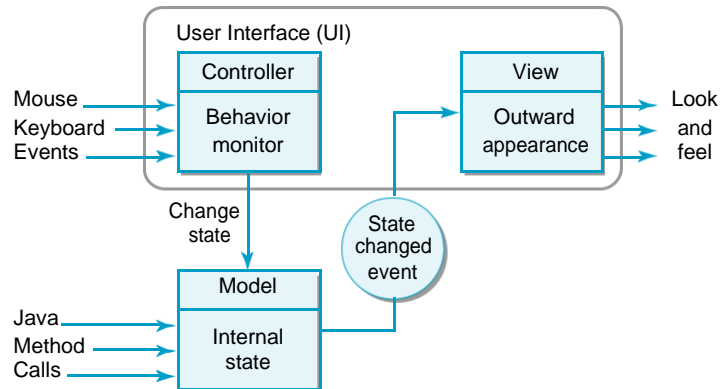 User Interface (UI)
Controller
View
Mouse
Keyboard
Events
Behavior
monitor
Outward
appearance
Look
and
feel
Change
state
State
changed
event
Model
Java
Method
Calls
Internal
state